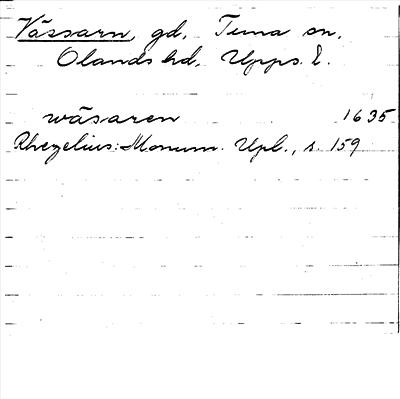 Vässarn, gd, Tuna sn,
Olands hd, Upps. l.
wäsaren 1635
Rhezelius: Monum. Upl., s. 159